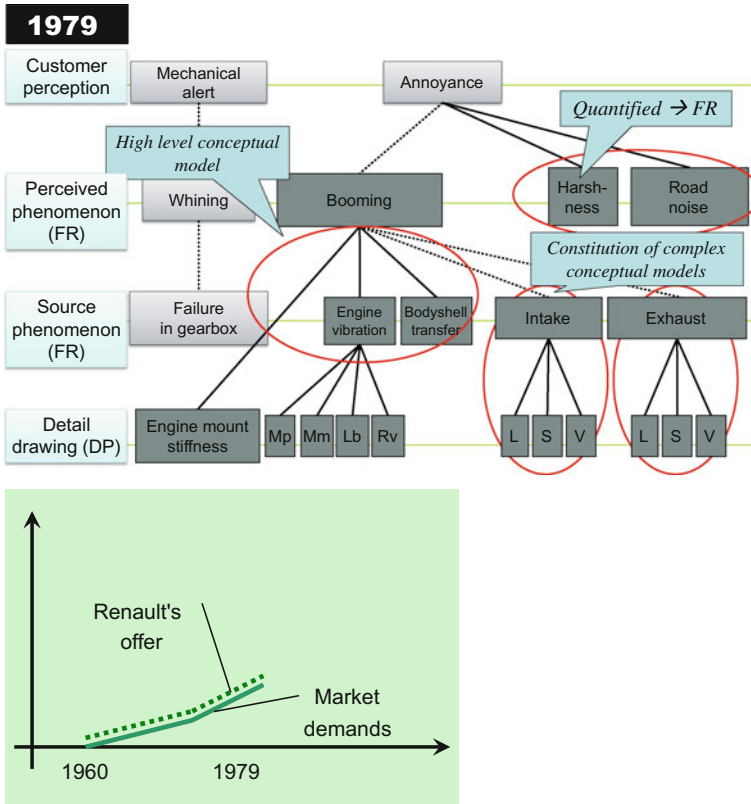 1979
Customer
perception
Mechanical
alert
Annoyance
Quantified → FR
High level conceptual
model
Perceived
phenomenon
(FR)
Whining
Booming
Harsh-
ness
Road
noise
Constitution of complex
conceptual models
Source
phenomenon
(FR)
Failure
in gearbox
Engine
vibration
Bodyshell
transfer
Intake
Exhaust
Detail
drawing (DP)
Engine mount
stiffness
Mp
Mm
Lb
Rv
L
S
V
L
S
V
Renault's
offer
Market
demands
1960
1979